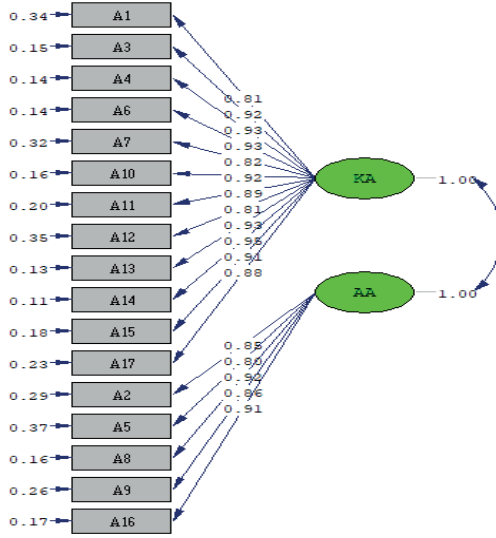 0.34 A1
0.15 A3
0.14 A4
0.14 A6
0.32 A7
0.16 A10
0.20 A11
0.35 A12
0.13 A13
0.11 A14
0.18 A15
0.23 A17
0.29 A2
0.37 A5
0.16 A8
0.26 A9
0.17 A16
0.81
0.92
0.93
0.93
0.82
0.92
0.89
0.81
0.93
0.95
0.91
0.88
0.85
0.80
0.92
0.86
0.91
KA 1.00
AA 1.00